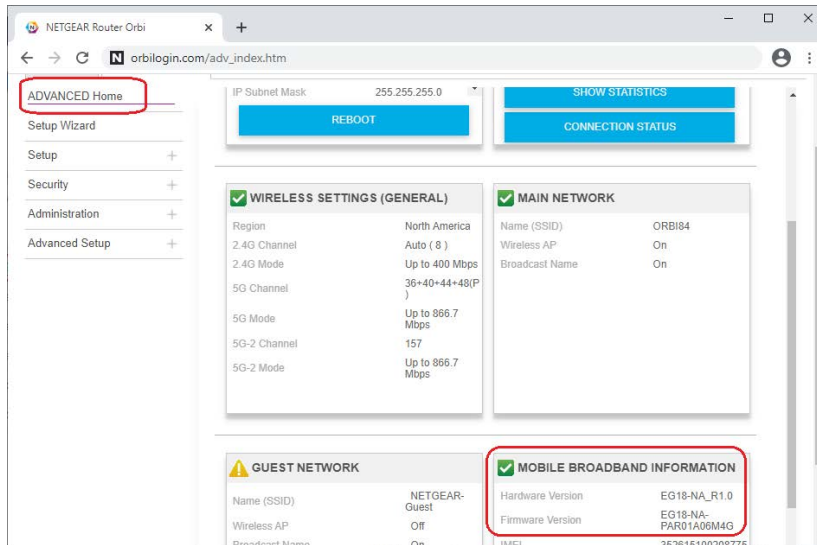 NETGEAR Router Orbi
orbilogin.com/adv_index.htm
ADVANCED Home
Setup Wizard
Setup
Security
Administration
Advanced Setup
IP Subnet Mask 255.255.255.0
REBOOT
SHOW STATISTICS
CONNECTION STATUS
WIRELESS SETTINGS (GENERAL)
Region North America
2.4G Channel Auto ( 8 )
2.4G Mode Up to 400 Mbps
5G Channel 36+40+44+48(P
)
5G Mode Up to 866.7
Mbps
5G-2 Channel 157
5G-2 Mode Up to 866.7
Mbps
MAIN NETWORK
Name (SSID) ORBI84
Wireless AP On
Broadcast Name On
GUEST NETWORK
Name (SSID) NETGEAR-
Guest
Wireless AP Off
Broadcast Name On
MOBILE BROADBAND INFORMATION
Hardware Version EG18-NA_R1.0
Firmware Version EG18-NA-
PAR01A06M4G
IMEI 352615100208775